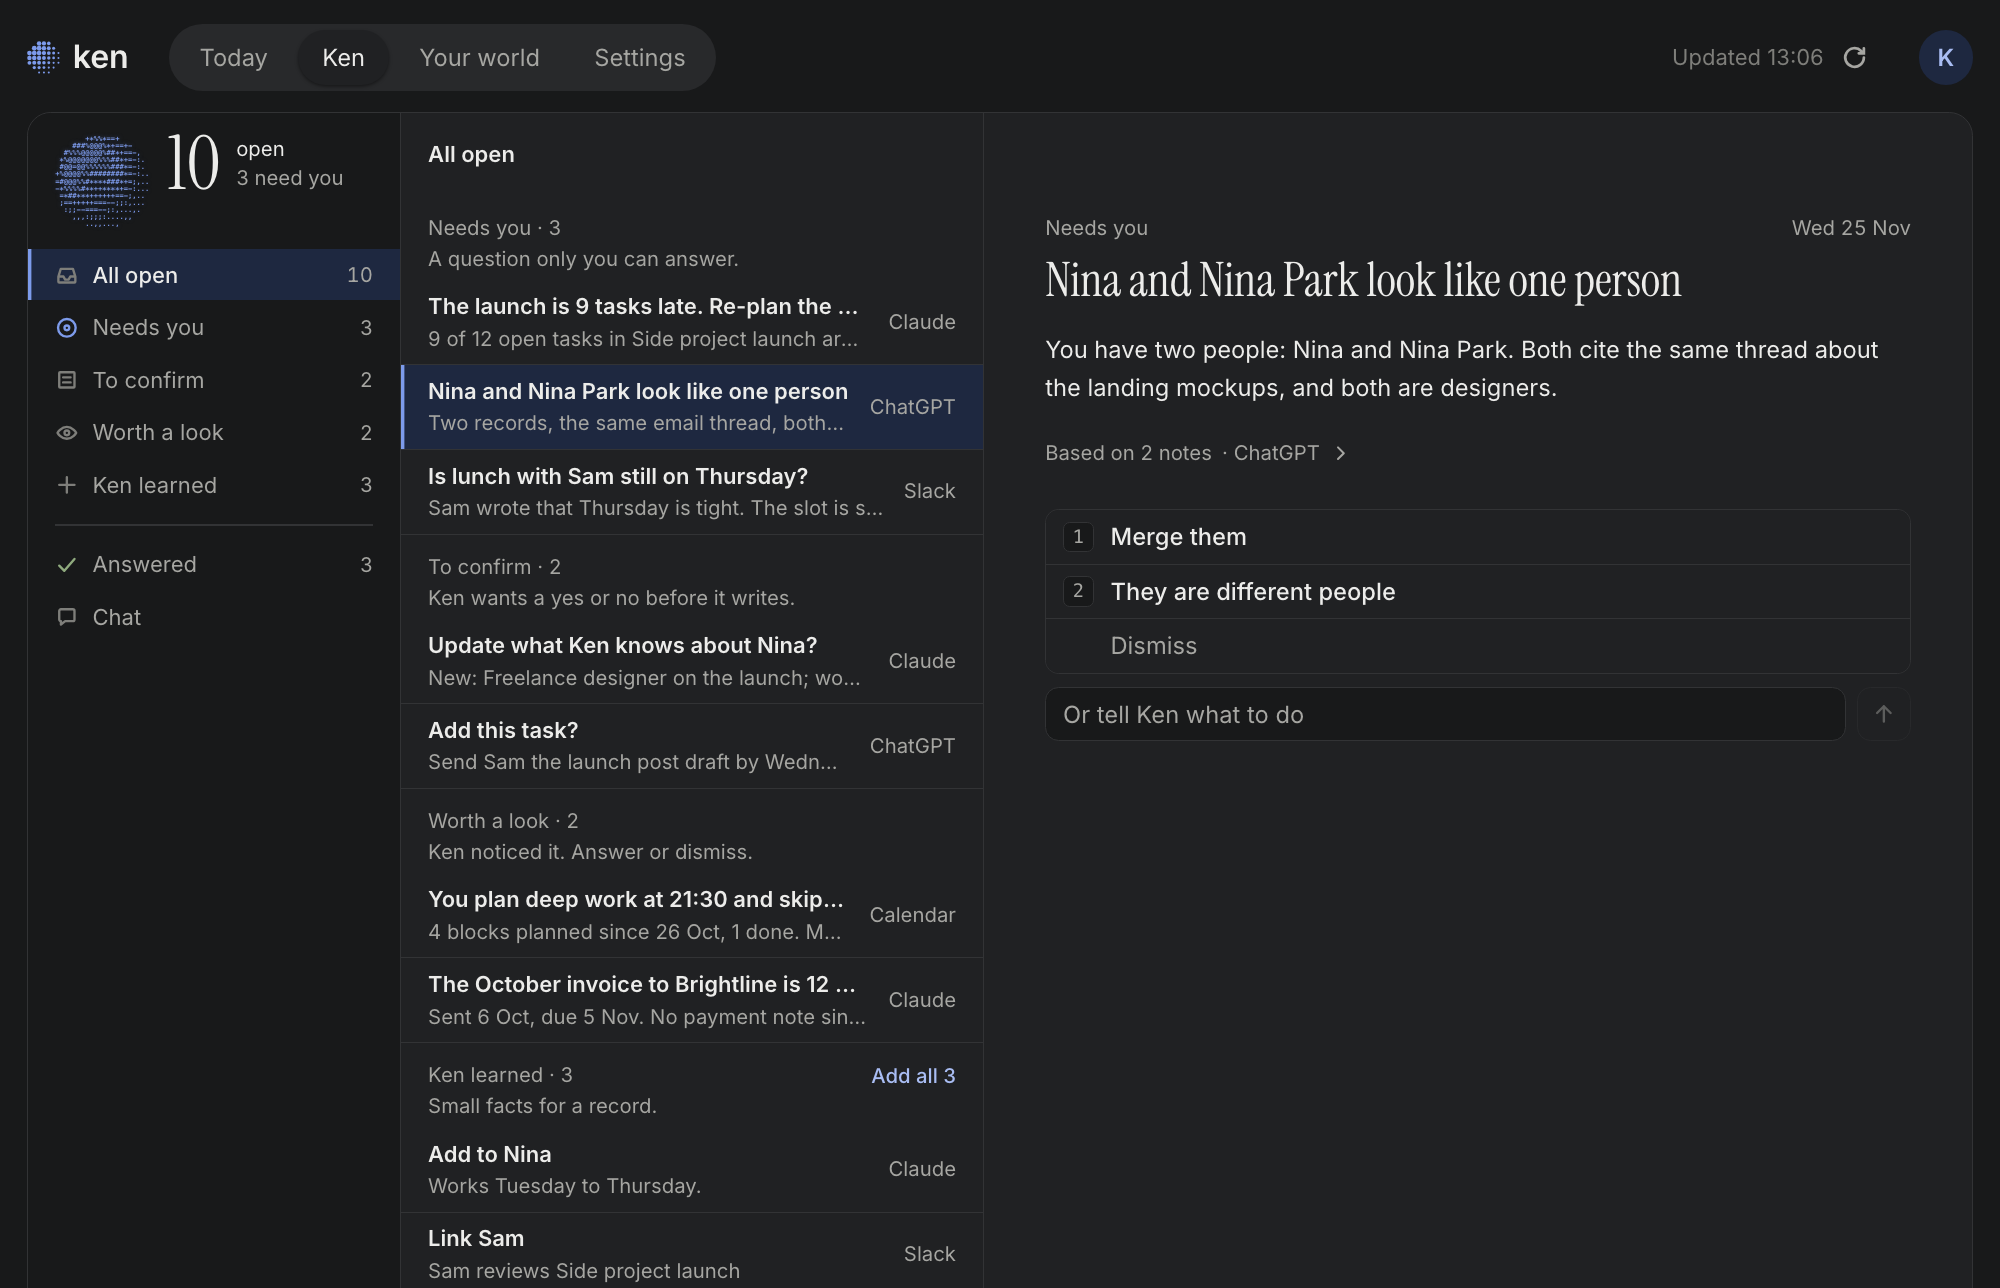 ken
Today
Ken
Your world
Settings
Updated 13:06
K
10
open
3 need you
All open 10
Needs you 3
To confirm 2
Worth a look 2
Ken learned 3
Answered 3
Chat
All open
Needs you · 3
A question only you can answer.
The launch is 9 tasks late. Re-plan the ...
9 of 12 open tasks in Side project launch ar...
Claude
Nina and Nina Park look like one person
Two records, the same email thread, both...
ChatGPT
Is lunch with Sam still on Thursday?
Sam wrote that Thursday is tight. The slot is s...
Slack
To confirm · 2
Ken wants a yes or no before it writes.
Update what Ken knows about Nina?
New: Freelance designer on the launch; wo...
Claude
Add this task?
Send Sam the launch post draft by Wedn...
ChatGPT
Worth a look · 2
Ken noticed it. Answer or dismiss.
You plan deep work at 21:30 and skip...
4 blocks planned since 26 Oct, 1 done. M...
Calendar
The October invoice to Brightline is 12 ...
Sent 6 Oct, due 5 Nov. No payment note sin...
Claude
Ken learned · 3
Add all 3
Small facts for a record.
Add to Nina
Works Tuesday to Thursday.
Claude
Link Sam
Sam reviews Side project launch
Slack
Needs you
Wed 25 Nov
Nina and Nina Park look like one person
You have two people: Nina and Nina Park. Both cite the same thread about
the landing mockups, and both are designers.
Based on 2 notes · ChatGPT
1 Merge them
2 They are different people
Dismiss
Or tell Ken what to do